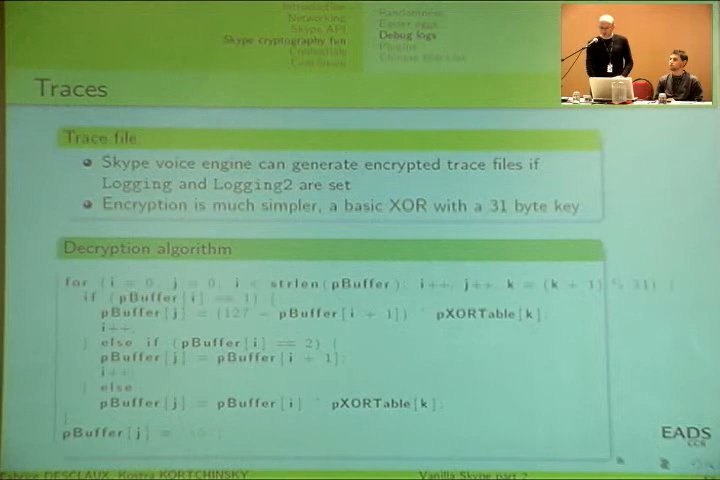 Introduction
Networking
Skype API
Skype cryptography fun
Credentials
Conclusion
Randomness
Easter eggs
Debug logs
Plugins
Chinese Blacklist
Traces
Trace file
Skype voice engine can generate encrypted trace files if
Logging and Logging2 are set
Encryption is much simpler, a basic XOR with a 31 byte key
Decryption algorithm
for (i = 0, j = 0, i < strlen(pBuffer), i++, j++, k = (k + 1) % 31) {
if (pBuffer[i] == 1) {
pBuffer[j] = (127 - pBuffer[i + 1]) ^ pXORTable[k];
i++;
} else if (pBuffer[i] == 2) {
pBuffer[j] = pBuffer[i + 1];
i++;
} else
pBuffer[j] = pBuffer[i] ^ pXORTable[k];
}
pBuffer[j] =
EADS
CCR
Fabrice DESCLAUX, Kostya KORTCHINSKY
Vanilla Skype part 2